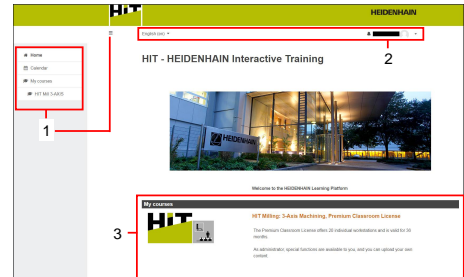 HIT
HEIDENHAIN
English (en)
Home
Calendar
My courses
HIT Mill 3-AXIS
1
2
HIT - HEIDENHAIN Interactive Training
HEIDENHAIN
Welcome to the HEIDENHAIN Learning Platform
My courses
3
HIT
HIT Milling: 3-Axis Machining, Premium Classroom License
The Premium Classroom License offers 20 individual workstations and is valid for 36
months.
As administrator, special functions are available to you, and you can upload your own
content